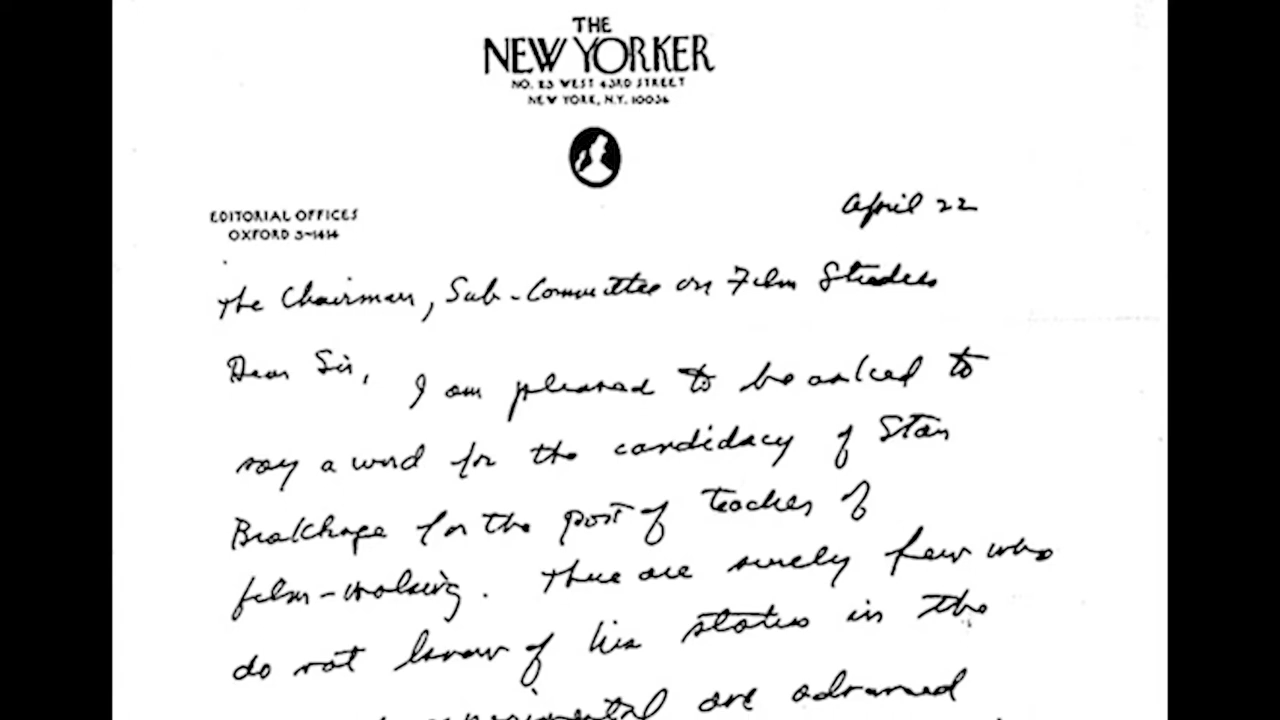 THE
NEW YORKER
NO. 25 WEST 43RD STREET
NEW YORK, N.Y. 10036
EDITORIAL OFFICES
OXFORD 5-1414
April 22
The Chairman, Sub-Committee on Film Studies
Dear Sir, I am pleased to be asked to
say a word for the candidacy of Stan
Brakhage for the post of teacher of
film-making. There are surely few who
do not know of his status in the
experimental are advanced